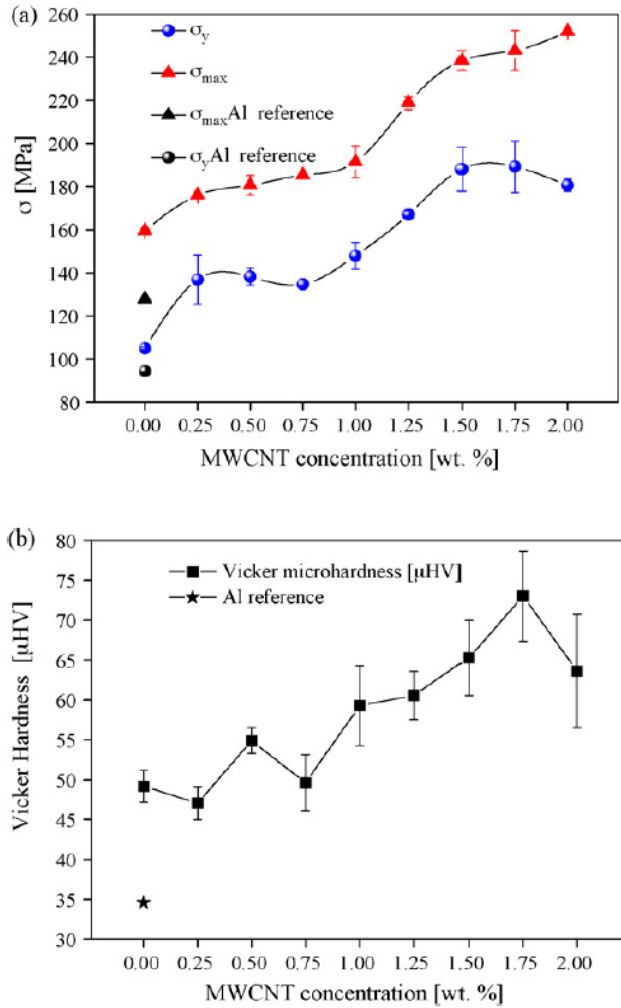 (a)
σy
σmax
σmaxAl reference
σyAl reference
260
240
220
200
180
160
140
120
100
80
σ [MPa]
0.00 0.25 0.50 0.75 1.00 1.25 1.50 1.75 2.00
MWCNT concentration [wt. %]
(b)
Vicker microhardness [μHV]
Al reference
80
75
70
65
60
55
50
45
40
35
30
Vicker Hardness [μHV]
0.00 0.25 0.50 0.75 1.00 1.25 1.50 1.75 2.00
MWCNT concentration [wt. %]